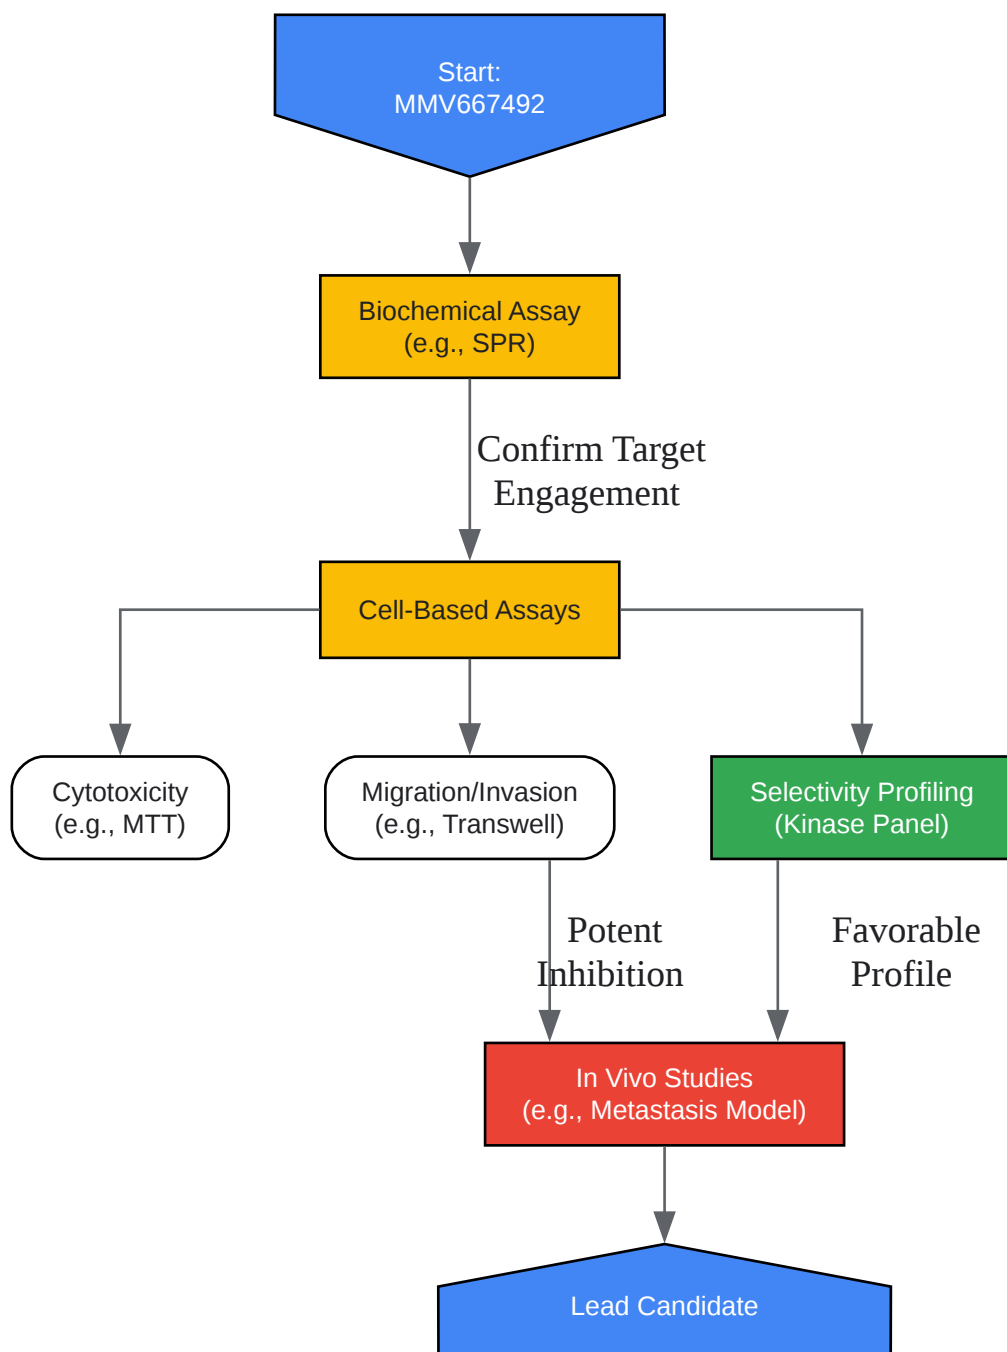 Start:
MMV667492
Biochemical Assay
(e.g., SPR)
Confirm Target
Engagement
Cell-Based Assays
Cytotoxicity
(e.g., MTT)
Migration/Invasion
(e.g., Transwell)
Selectivity Profiling
(Kinase Panel)
Potent
Inhibition
Favorable
Profile
In Vivo Studies
(e.g., Metastasis Model)
Lead Candidate